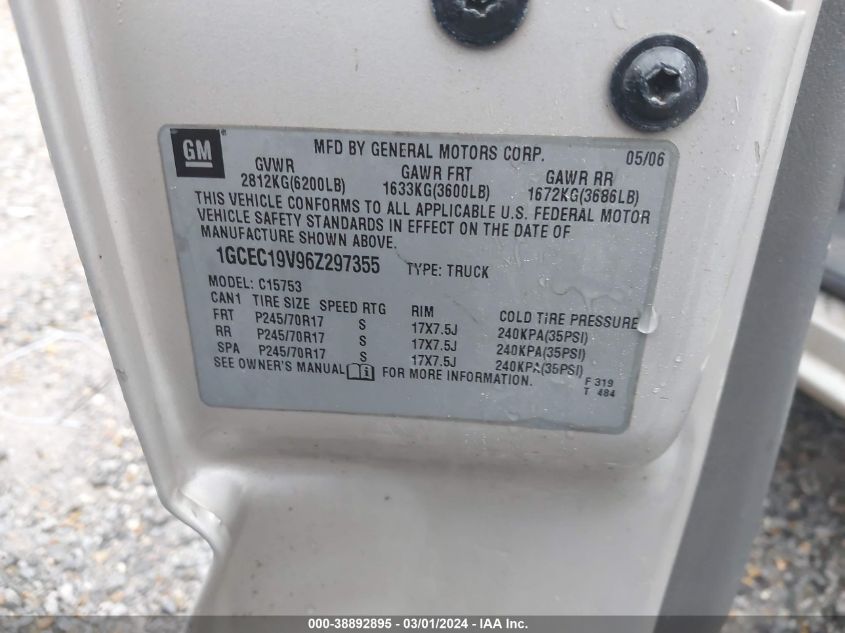 GM
MFD BY GENERAL MOTORS CORP. 05/06
GVWR GAWR FRT GAWR RR
2812KG(6200LB) 1633KG(3600LB) 1672KG(3686LB)
THIS VEHICLE CONFORMS TO ALL APPLICABLE U.S. FEDERAL MOTOR
VEHICLE SAFETY STANDARDS IN EFFECT ON THE DATE OF
MANUFACTURE SHOWN ABOVE.
1GCEC19V96Z297355 TYPE: TRUCK
MODEL: C15753
CAN1 TIRE SIZE SPEED RTG RIM COLD TIRE PRESSURE
FRT P245/70R17 S 17X7.5J 240KPA(35PSI)
RR P245/70R17 S 17X7.5J 240KPA(35PSI)
SPA P245/70R17 S 17X7.5J 240KPA(35PSI)
SEE OWNER'S MANUAL FOR MORE INFORMATION.
F 319
T 484
000-38892895 - 03/01/2024 - IAA Inc.